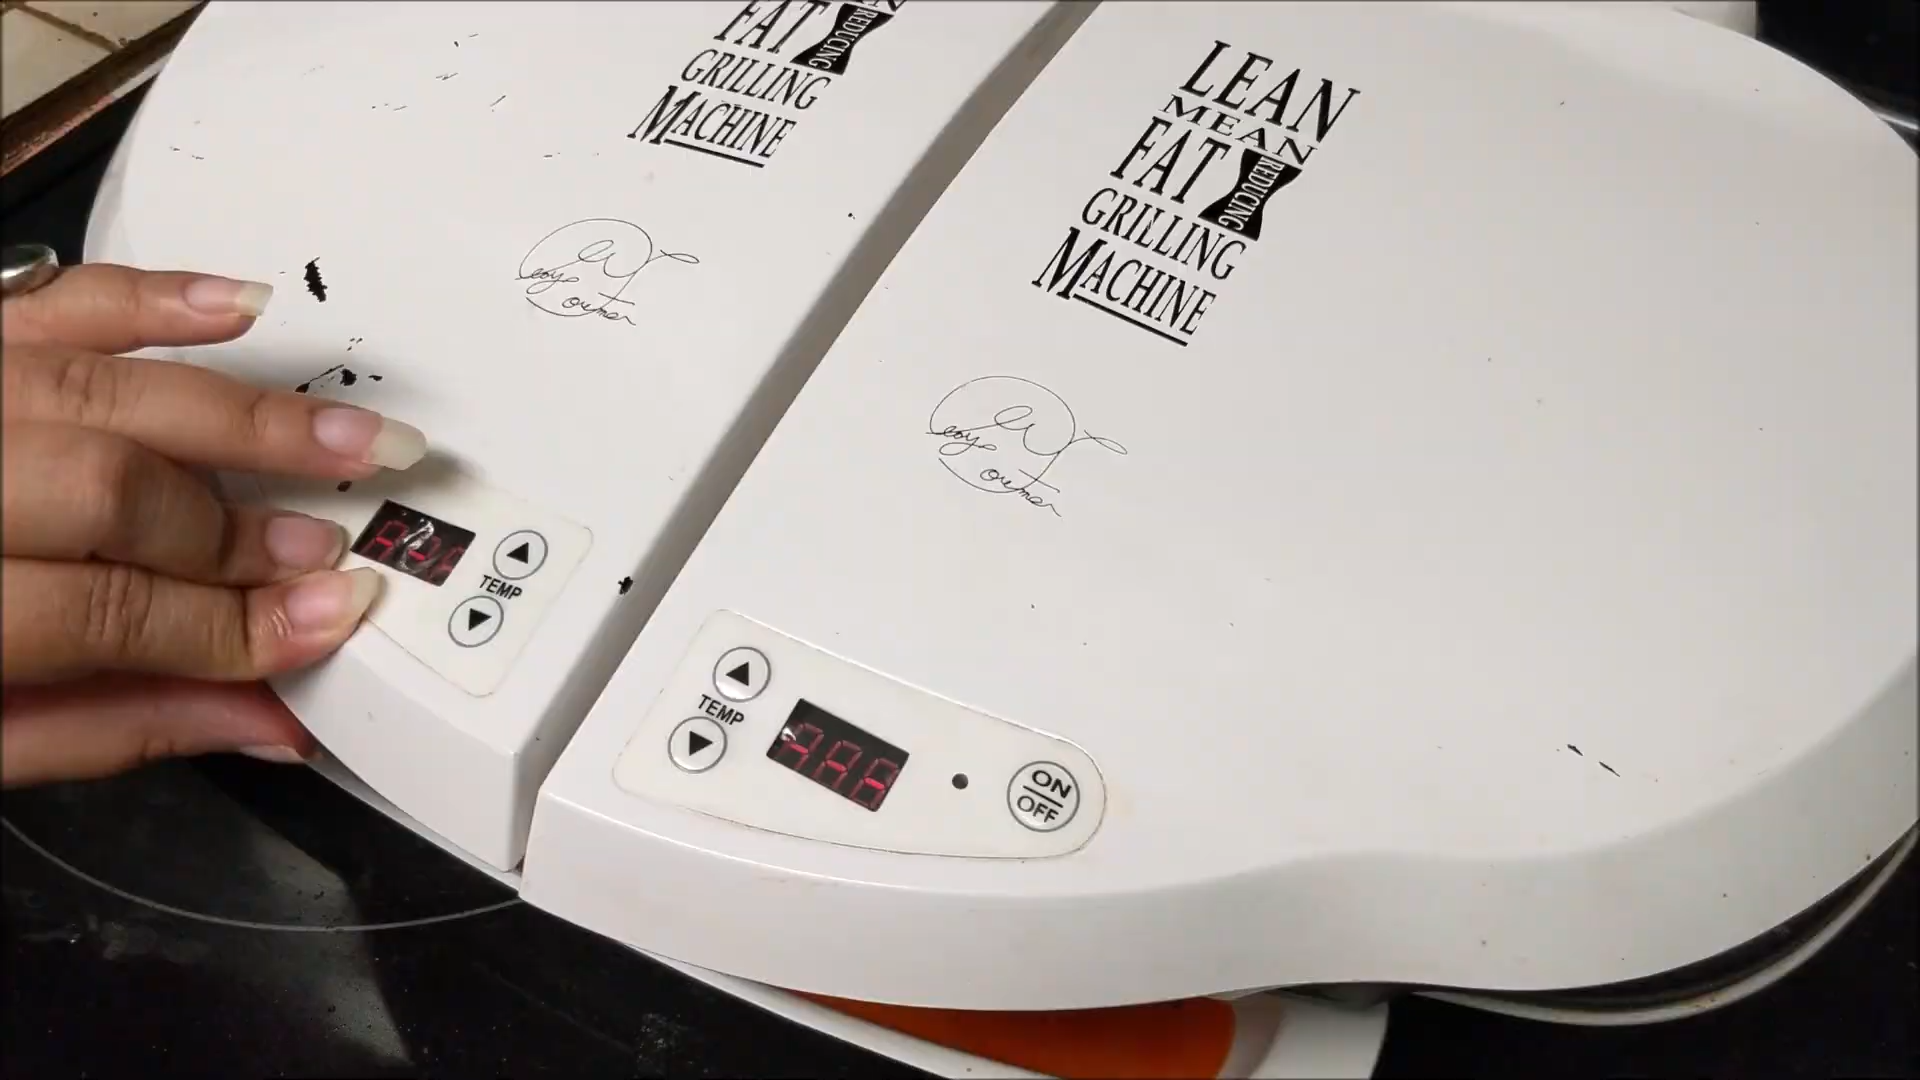 FAT REDUCING
GRILLING
MACHINE
TEMP
LEAN
MEAN
FAT REDUCING
GRILLING
MACHINE
TEMP
ON
OFF